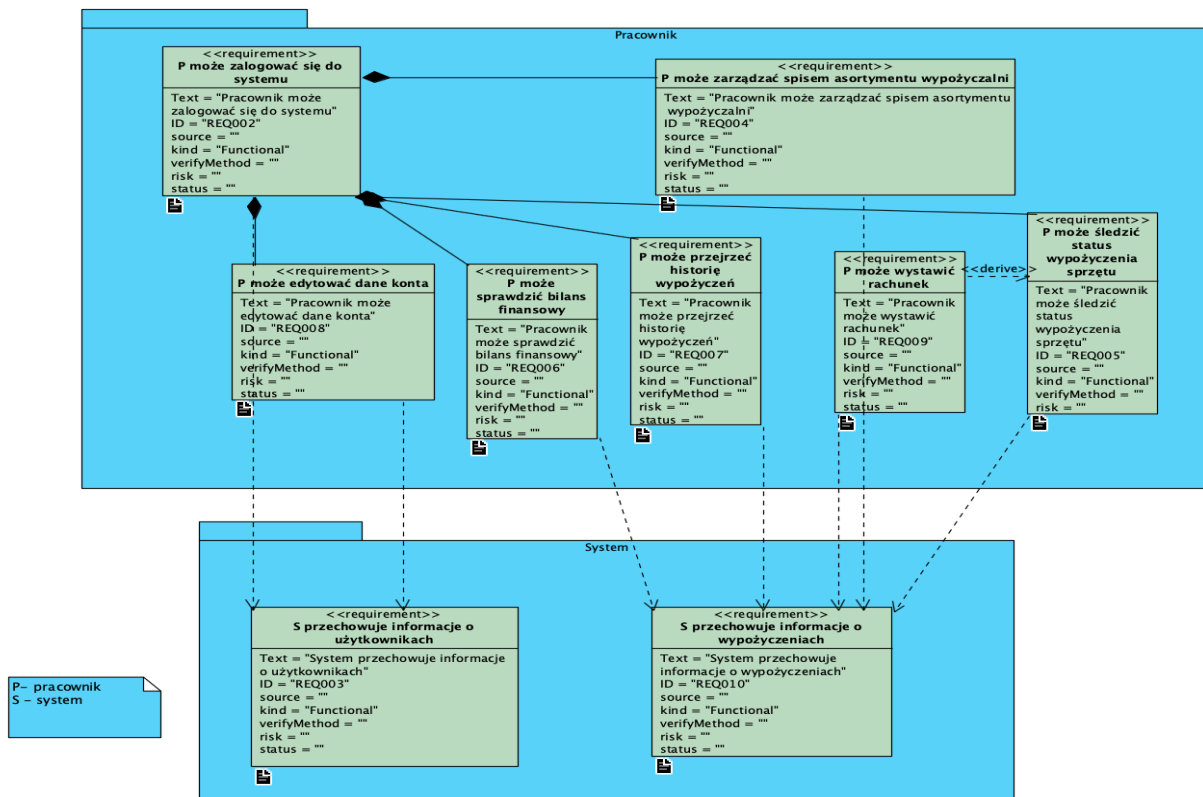 Pracownik
<<requirement>>
P może zalogować się do
systemu
Text = "Pracownik może
zalogować się do systemu"
ID = "REQ002"
source = ""
kind = "Functional"
verifyMethod = ""
risk = ""
status = ""
<<requirement>>
P może zarządzać spisem asortymentu wypożyczalni
Text = "Pracownik może zarządzać spisem asortymentu
wypożyczalni"
ID = "REQ004"
source = ""
kind = "Functional"
verifyMethod = ""
risk = ""
status = ""
<<requirement>>
P może edytować dane konta
Text = "Pracownik może
edytować dane konta"
ID = "REQ008"
source = ""
kind = "Functional"
verifyMethod = ""
risk = ""
status = ""
<<requirement>>
P może
sprawdzić bilans
finansowy
Text = "Pracownik
może sprawdzić
bilans finansowy"
ID = "REQ006"
source = ""
kind = "Functional"
verifyMethod = ""
risk = ""
status = ""
<<requirement>>
P może przejrzeć
historię
wypożyczeń
Text = "Pracownik
może przejrzeć
historię
wypożyczeń"
ID = "REQ007"
source = ""
kind = "Functional"
verifyMethod = ""
risk = ""
status = ""
<<requirement>>
P może wystawić
rachunek
Text = "Pracownik
może wystawić
rachunek"
ID = "REQ009"
source = ""
kind = "Functional"
verifyMethod = ""
risk = ""
status = ""
<<derive>>
<<requirement>>
P może śledzić
status
wypożyczenia
sprzętu
Text = "Pracownik
może śledzić
status
wypożyczenia
sprzętu"
ID = "REQ005"
source = ""
kind = "Functional"
verifyMethod = ""
risk = ""
System
<<requirement>>
S przechowuje informacje o
użytkownikach
Text = "System przechowuje informacje
o użytkownikach"
ID = "REQ003"
source = ""
kind = "Functional"
verifyMethod = ""
risk = ""
status = ""
<<requirement>>
S przechowuje informacje o
wypożyczeniach
Text = "System przechowuje
informacje o wypożyczeniach"
ID = "REQ010"
source = ""
kind = "Functional"
verifyMethod = ""
risk = ""
status = ""
P- pracownik
S - system